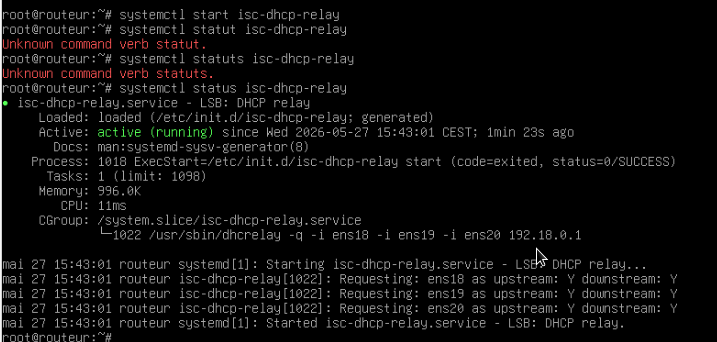 root@routeur:~# systemctl start isc-dhcp-relay
root@routeur:~# systemctl statut isc-dhcp-relay
Unknown command verb statut.
root@routeur:~# systemctl statuts isc-dhcp-relay
Unknown command verb statuts.
root@routeur:~# systemctl status isc-dhcp-relay
● isc-dhcp-relay.service - LSB: DHCP relay
Loaded: loaded (/etc/init.d/isc-dhcp-relay; generated)
Active: active (running) since Wed 2026-05-27 15:43:01 CEST; 1min 23s ago
Docs: man:systemd-sysv-generator(8)
Process: 1018 ExecStart=/etc/init.d/isc-dhcp-relay start (code=exited, status=0/SUCCESS)
Tasks: 1 (limit: 1098)
Memory: 996.0K
CPU: 11ms
CGroup: /system.slice/isc-dhcp-relay.service
└─1022 /usr/sbin/dhcrelay -q -i ens18 -i ens19 -i ens20 192.18.0.1
mai 27 15:43:01 routeur systemd[1]: Starting isc-dhcp-relay.service - LSB: DHCP relay...
mai 27 15:43:01 routeur isc-dhcp-relay[1022]: Requesting: ens18 as upstream: Y downstream: Y
mai 27 15:43:01 routeur isc-dhcp-relay[1022]: Requesting: ens19 as upstream: Y downstream: Y
mai 27 15:43:01 routeur isc-dhcp-relay[1022]: Requesting: ens20 as upstream: Y downstream: Y
mai 27 15:43:01 routeur systemd[1]: Started isc-dhcp-relay.service - LSB: DHCP relay.
root@routeur:~#